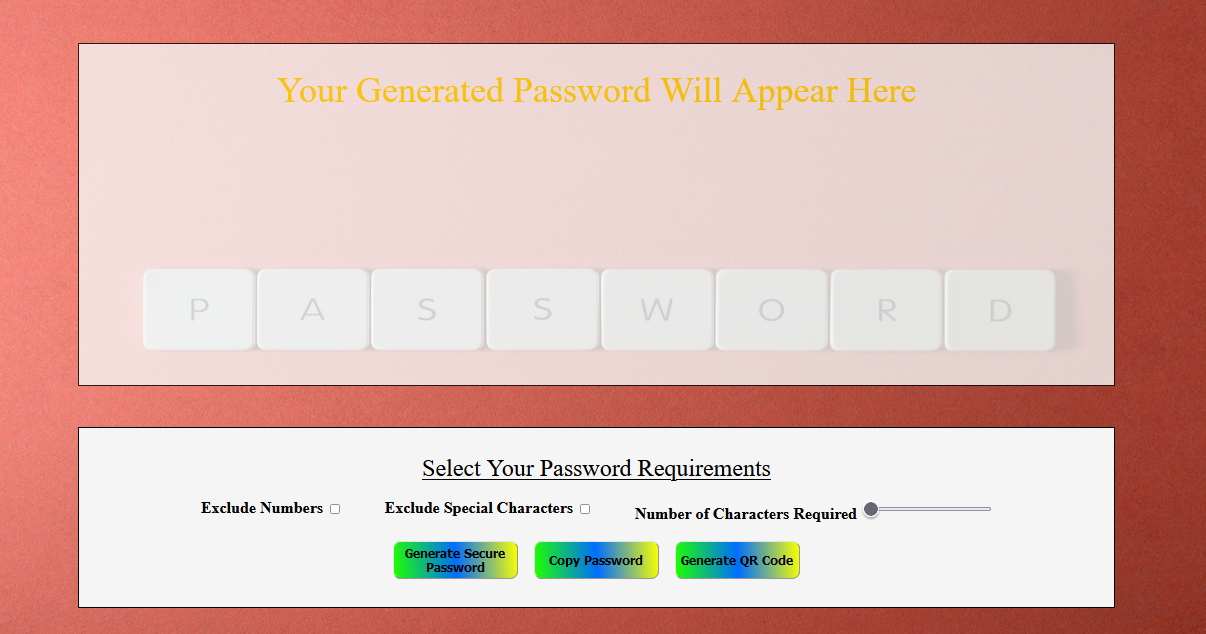 Your Generated Password Will Appear Here
P A S S W O R D
Select Your Password Requirements
Exclude Numbers Exclude Special Characters Number of Characters Required
Generate Secure
Password
Copy Password
Generate QR Code